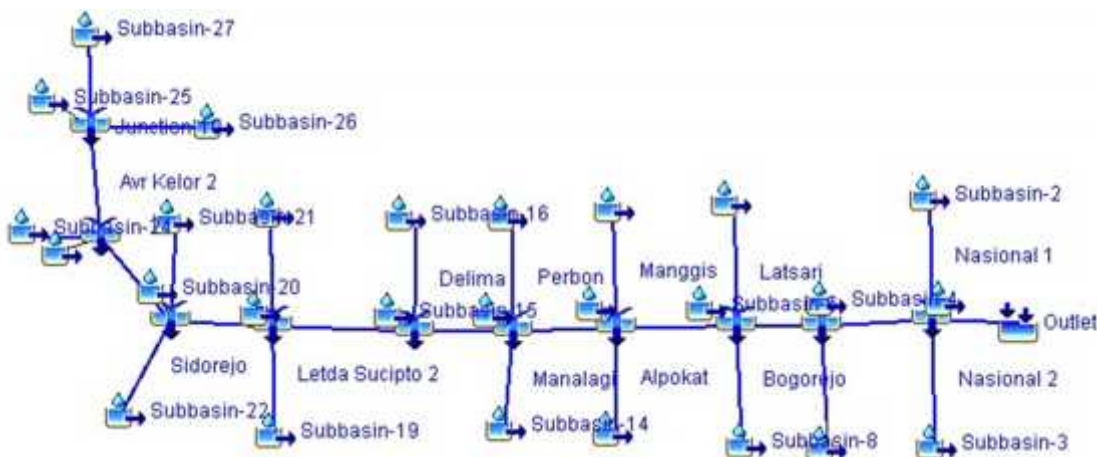 Subbasin-27
Subbasin-25
Subbasin-26
Avr Kelor 2
Subbasin-21
Subbasin-16
Subbasin-2
Nasional 1
Delima
Perbon
Manggis
Latsari
Subbasin-20
Subbasin-15
Outlet
Sidorejo
Letda Sucipto 2
Manalagi
Alpokat
Bogorejo
Nasional 2
Subbasin-22
Subbasin-19
Subbasin-14
Subbasin-8
Subbasin-3